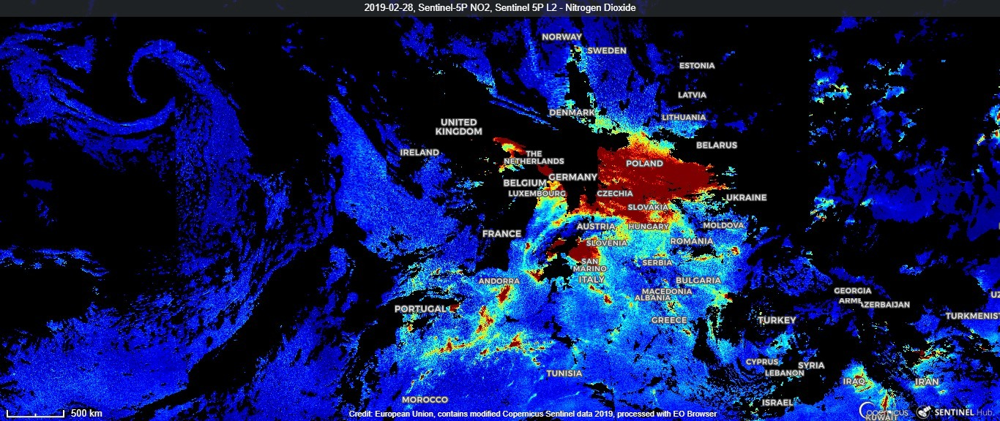 2019-02-28, Sentinel-5P NO2, Sentinel 5P L2 - Nitrogen Dioxide
NORWAY
SWEDEN
ESTONIA
LATVIA
DENMARK
LITHUANIA
UNITED
KINGDOM
BELARUS
IRELAND
THE
NETHERLANDS
POLAND
GERMANY
BELGIUM
LUXEMBOURG
CZECHIA
UKRAINE
SLOVAKIA
AUSTRIA
HUNGARY
MOLDOVA
FRANCE
SLOVENIA
ROMANIA
SAN
MARINO
SERBIA
ITALY
ANDORRA
BULGARIA
MACEDONIA
ALBANIA
GEORGIA
ARME
AZERBAIJAN
UZ
PORTUGAL
GREECE
TURKEY
TURKMENIST
CYPRUS
SYRIA
LEBANON
TUNISIA
IRAQ
IRAN
MOROCCO
ISRAEL
KUWAIT
500 km
Credit: European Union, contains modified Copernicus Sentinel data 2019, processed with EO Browser
opernicus
SENTINEL Hub